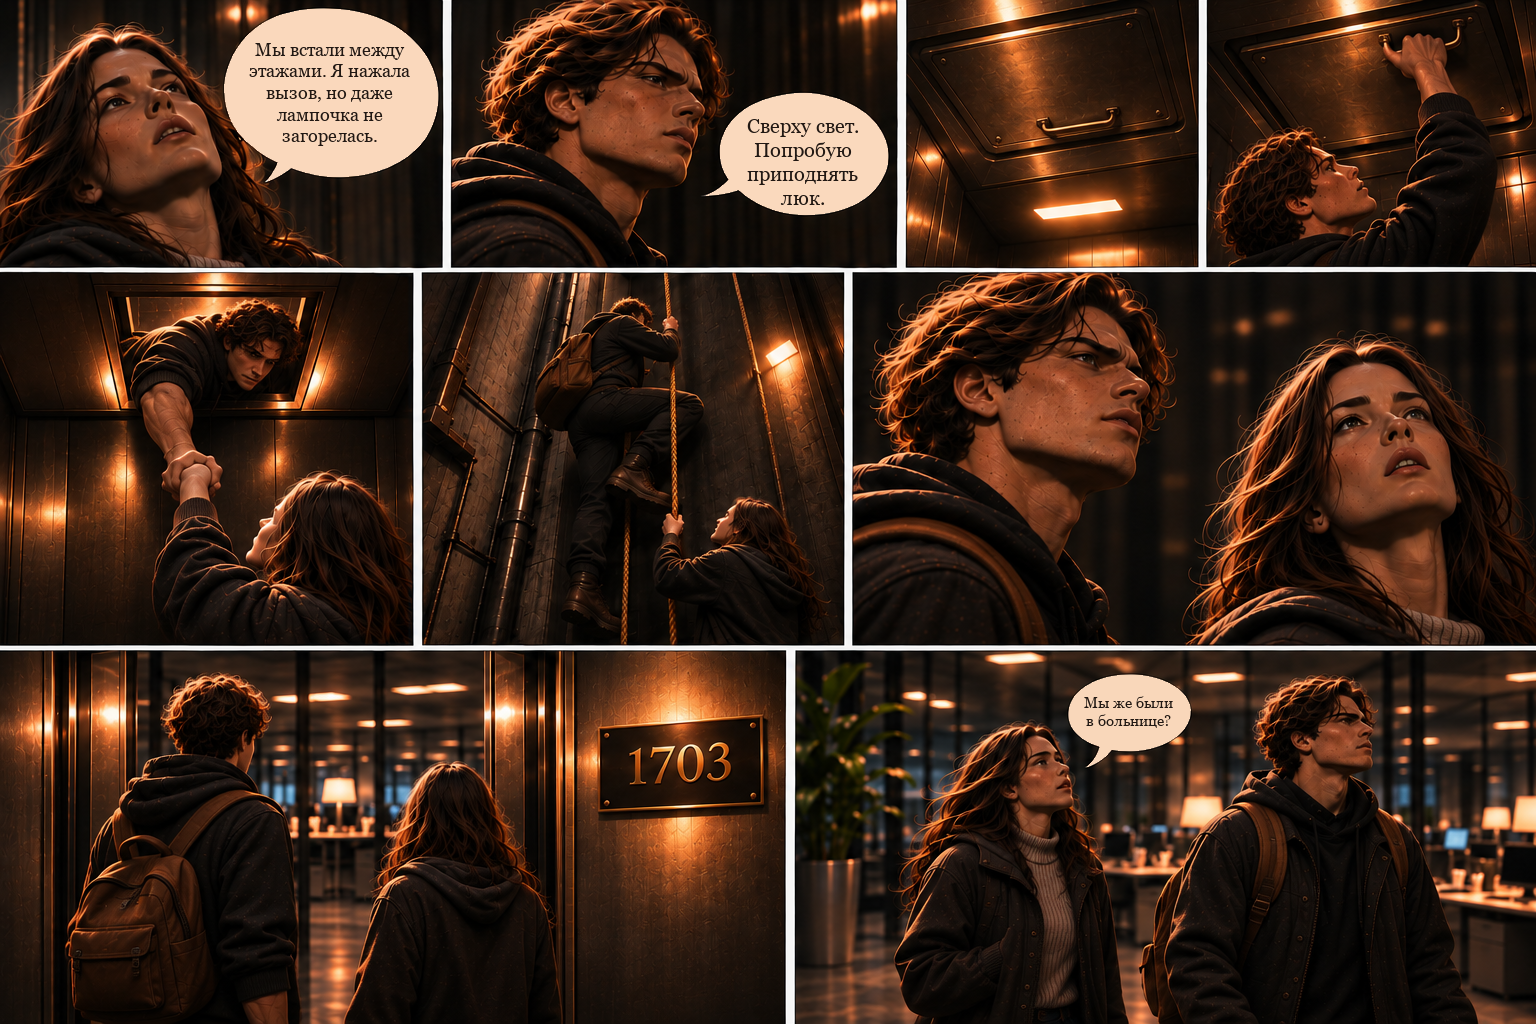 Мы встали между
этажами. Я нажала
вызов, но даже
лампочка не
загорелась.
Сверху свет.
Попробую
приподнять
люк.
1703
Мы же были
в больнице?